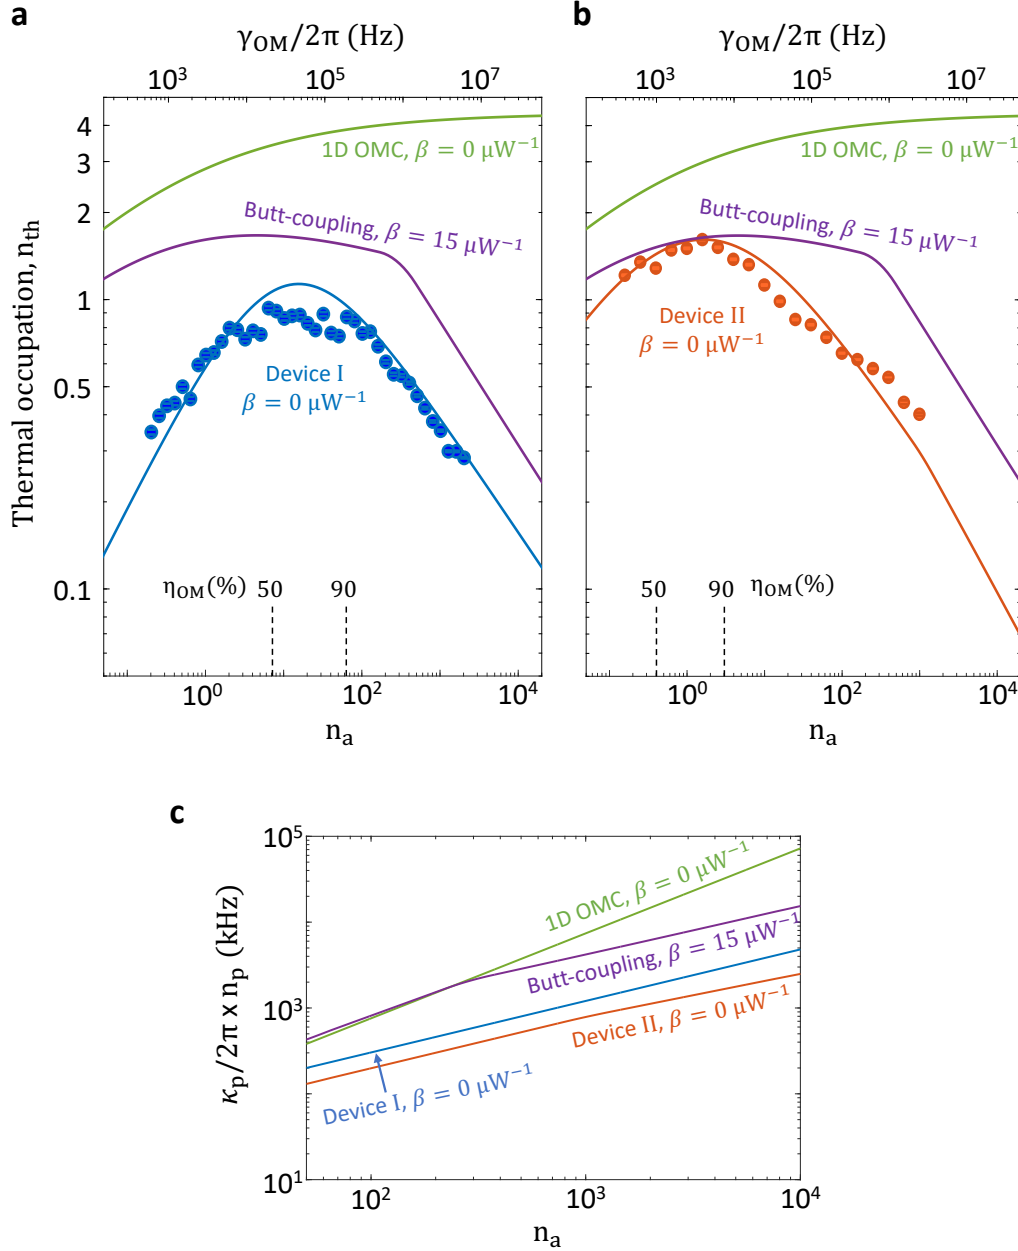 a
γOM/2π (Hz)
10³ 10⁵ 10⁷
Thermal occupation, nth
4
3
2
1
0.5
0.1
1D OMC, β = 0 μW⁻¹
Butt-coupling, β = 15 μW⁻¹
Device I
β = 0 μW⁻¹
ηOM(%) 50 90
10⁰ 10² 10⁴
na
b
γOM/2π (Hz)
10³ 10⁵ 10⁷
1D OMC, β = 0 μW⁻¹
Butt-coupling, β = 15 μW⁻¹
Device II
β = 0 μW⁻¹
50 90 ηOM(%)
10⁰ 10² 10⁴
na
c
κp/2π x np (kHz)
10⁵
10³
10¹
1D OMC, β = 0 μW⁻¹
Butt-coupling, β = 15 μW⁻¹
Device II, β = 0 μW⁻¹
Device I, β = 0 μW⁻¹
10² 10³ 10⁴
na